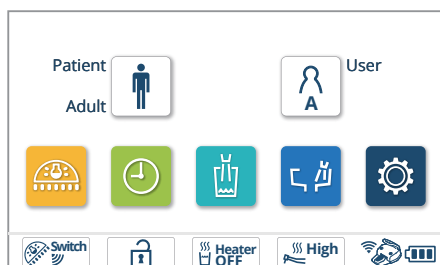 Patient
User
Adult
A
Switch
Heater
OFF
High